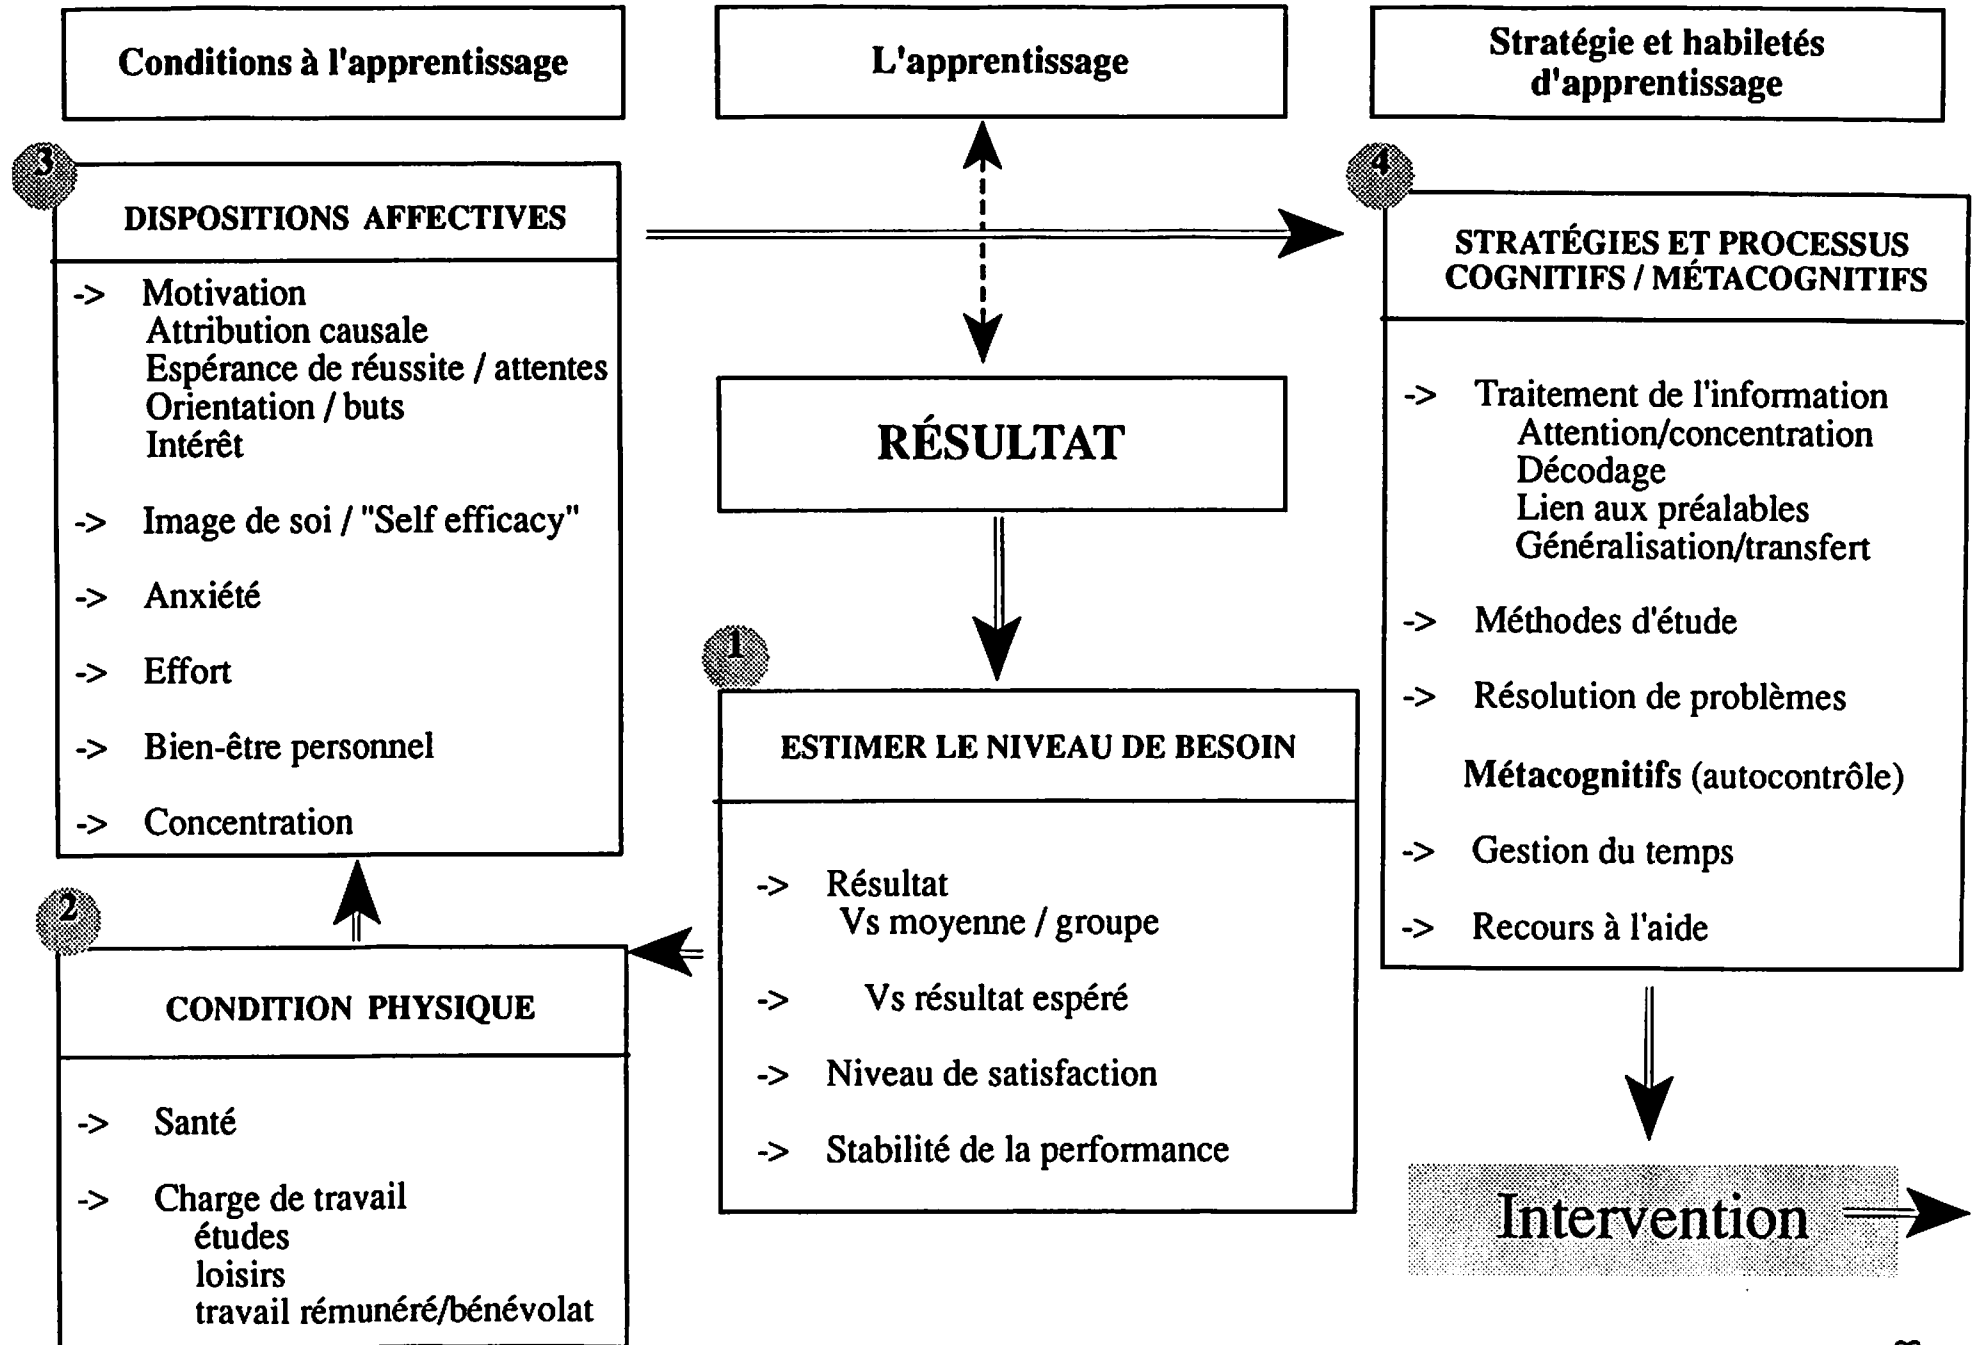 Conditions à l'apprentissage
L'apprentissage
Stratégie et habiletés
d'apprentissage
3
DISPOSITIONS AFFECTIVES
-> Motivation
Attribution causale
Espérance de réussite / attentes
Orientation / buts
Intérêt
-> Image de soi / "Self efficacy"
-> Anxiété
-> Effort
-> Bien-être personnel
-> Concentration
2
CONDITION PHYSIQUE
-> Santé
-> Charge de travail
études
loisirs
travail rémunéré/bénévolat
RÉSULTAT
1
ESTIMER LE NIVEAU DE BESOIN
-> Résultat
Vs moyenne / groupe
-> Vs résultat espéré
-> Niveau de satisfaction
-> Stabilité de la performance
4
STRATÉGIES ET PROCESSUS
COGNITIFS / MÉTACOGNITIFS
-> Traitement de l'information
Attention/concentration
Décodage
Lien aux préalables
Généralisation/transfert
-> Méthodes d'étude
-> Résolution de problèmes
Métacognitifs (autocontrôle)
-> Gestion du temps
-> Recours à l'aide
Intervention